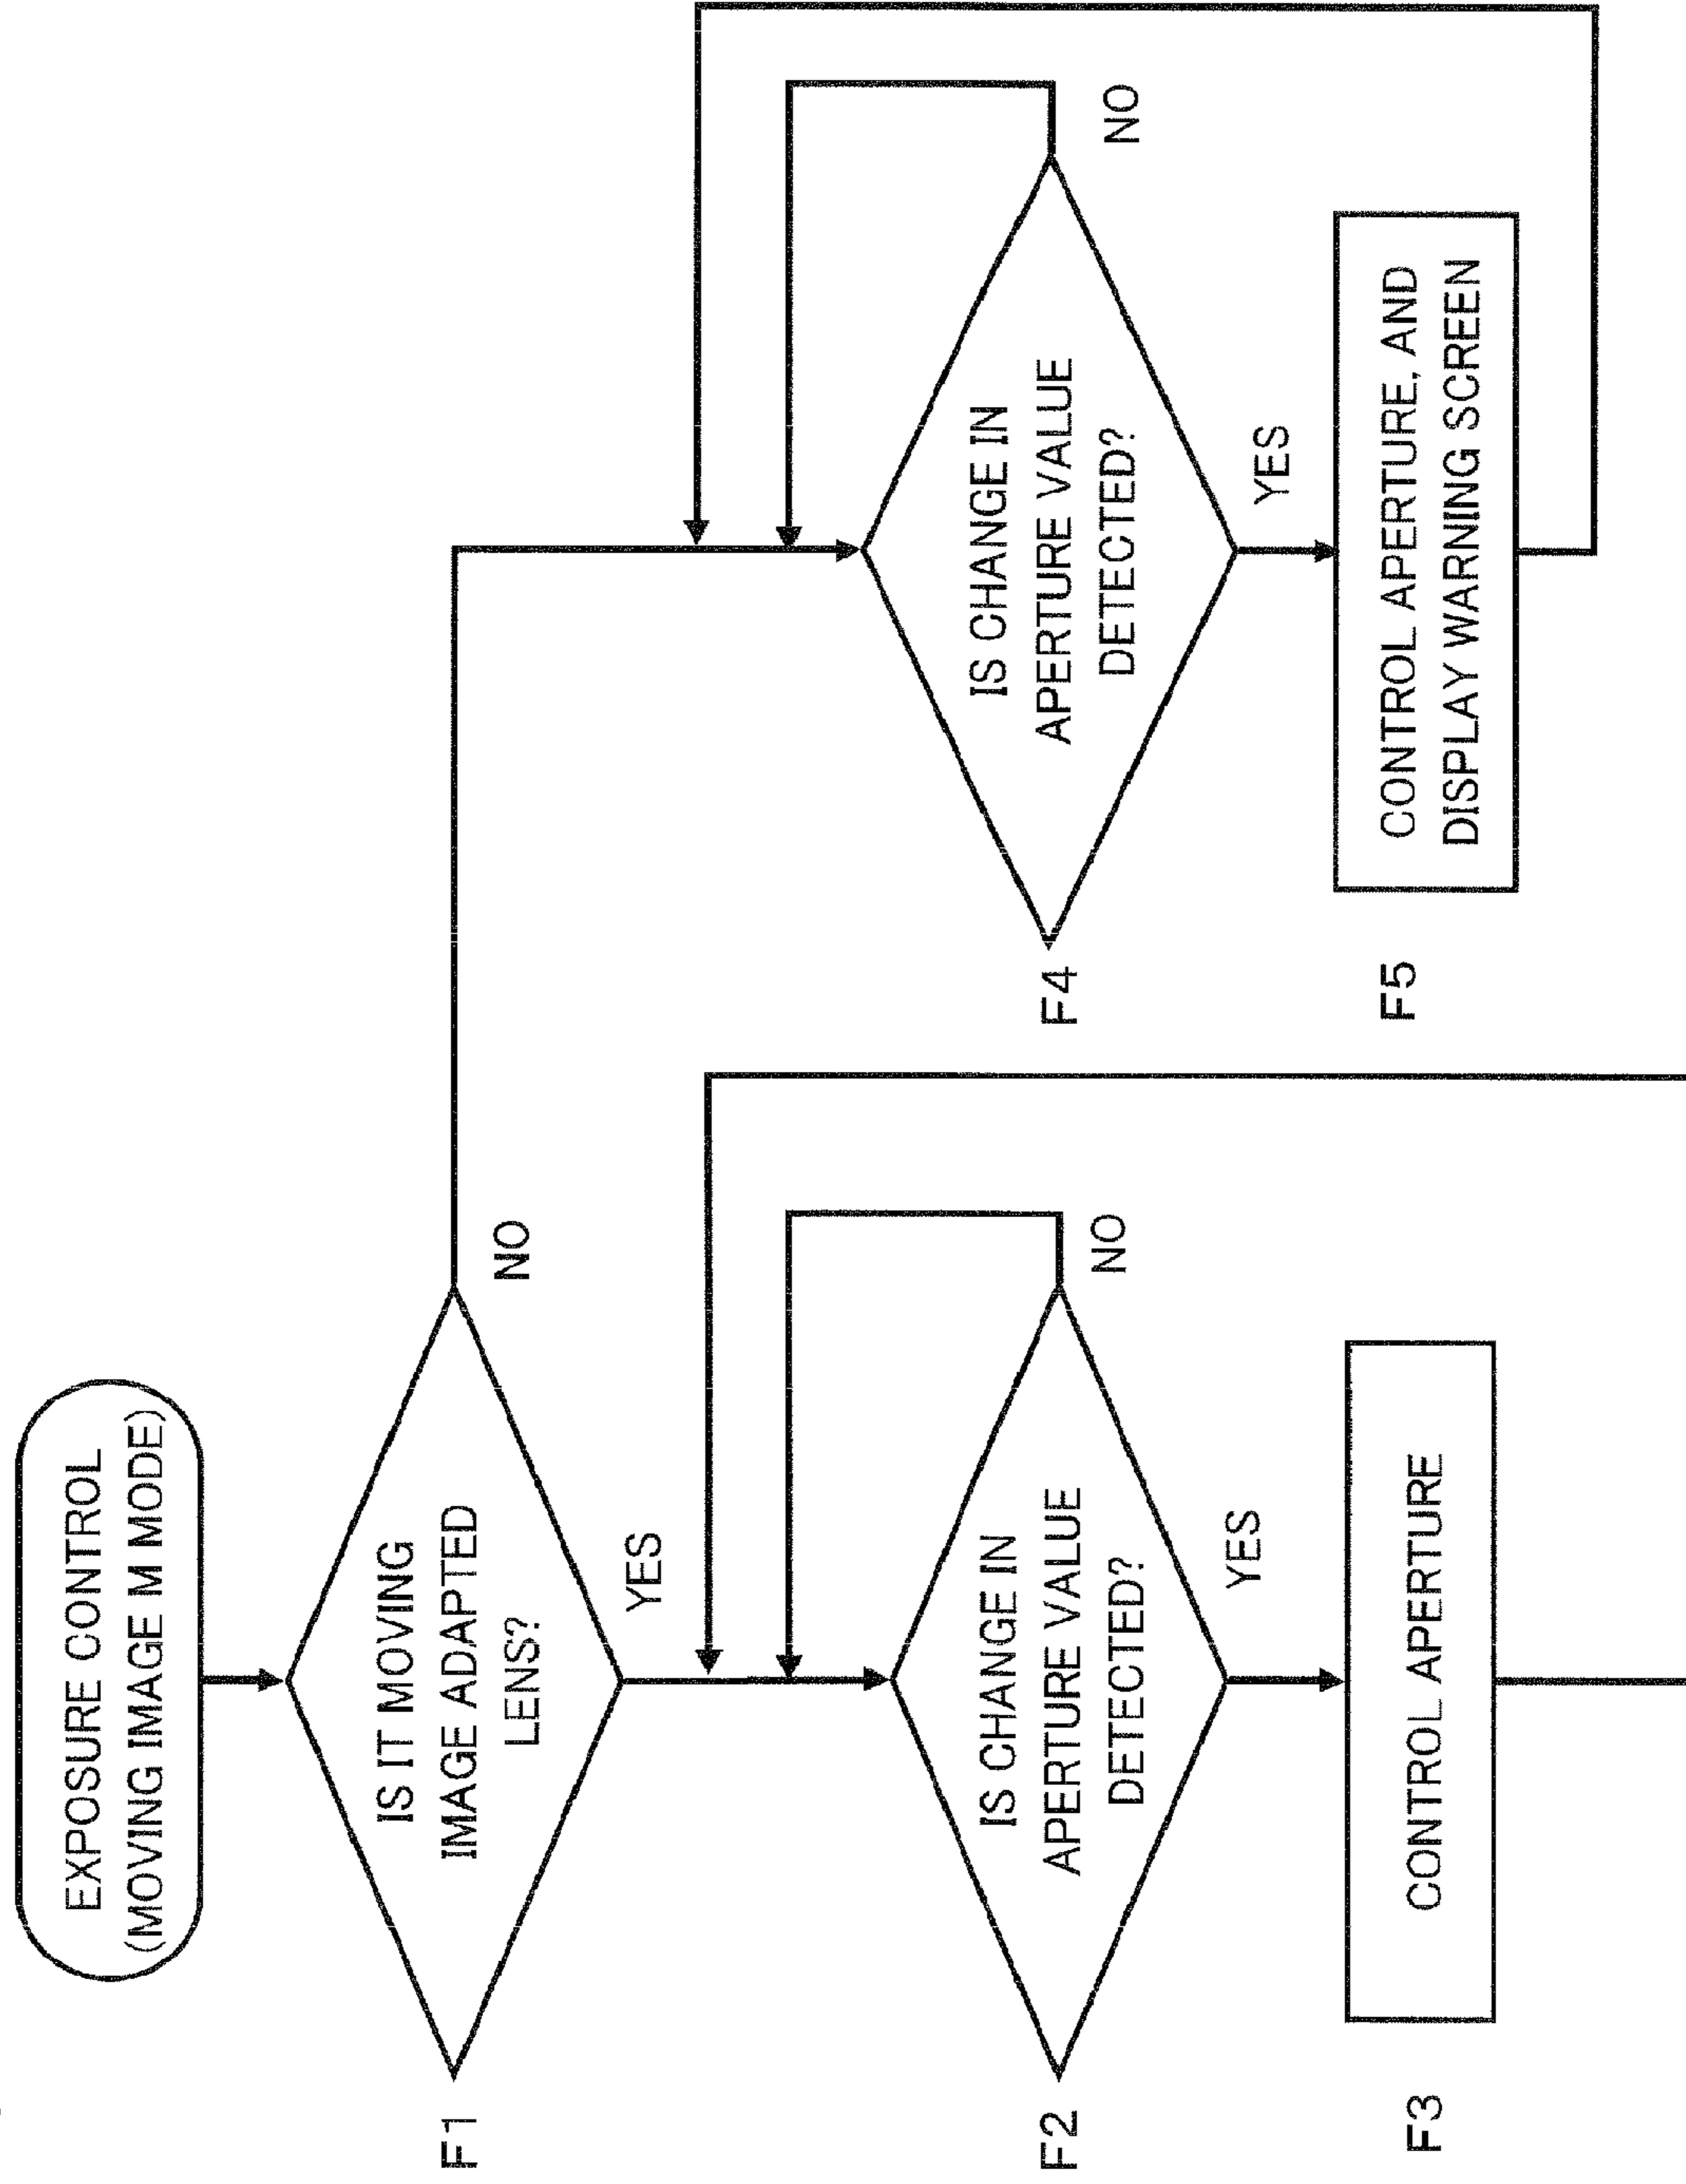 EXPOSURE CONTROL
(MOVING IMAGE M MODE)
F1
IS IT MOVING
IMAGE ADAPTED
LENS?
NO
YES
F2
IS CHANGE IN
APERTURE VALUE
DETECTED?
NO
YES
F3
CONTROL APERTURE
F4
IS CHANGE IN
APERTURE VALUE
DETECTED?
NO
YES
F5
CONTROL APERTURE, AND
DISPLAY WARNING SCREEN